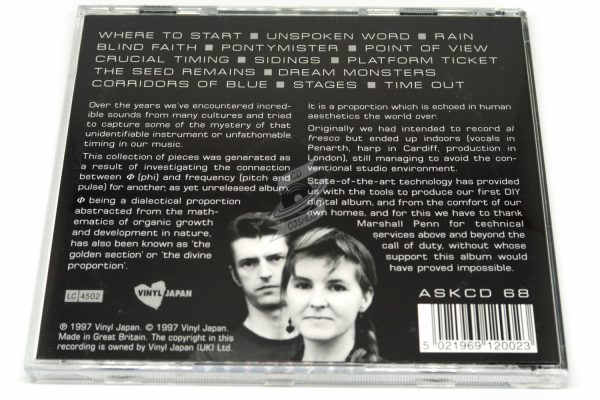 WHERE TO START ■ UNSPOKEN WORD ■ RAIN
BLIND FAITH ■ PONTYMISTER ■ POINT OF VIEW
CRUCIAL TIMING ■ SIDINGS ■ PLATFORM TICKET
THE SEED REMAINS ■ DREAM MONSTERS
CORRIDORS OF BLUE ■ STAGES ■ TIME OUT
Over the years we've encountered incred-
ible sounds from many cultures and tried
to capture some of the mystery of that
unidentifiable instrument or unfathomable
timing in our music.
This collection of pieces was generated as
a result of investigating the connection
between Φ (phi) and frequency (pitch and
pulse) for another, as yet unreleased album.
Φ being a dialectical proportion
abstracted from the math-
ematics of organic growth
and development in nature,
has also been known as 'the
golden section' or 'the divine
proportion'.
It is a proportion which is echoed in human
aesthetics the world over.
Originally we had intended to record al
fresco but ended up indoors (vocals in
Penarth, harp in Cardiff, production in
London), still managing to avoid the con-
ventional studio environment.
State-of-the-art technology has provided
us with the tools to produce our first DIY
digital album, and from the comfort of our
own homes, and for this we have to thank
Marshall Penn for technical
services above and beyond the
call of duty, without whose
support this album would
have proved impossible.
CD
COSMOS
LC 4502
VINYL JAPAN
ASKCD 68
℗ 1997 Vinyl Japan. © 1997 Vinyl Japan.
Made in Great Britain. The copyright in this
recording is owned by Vinyl Japan (UK) Ltd.
5 021969 120023